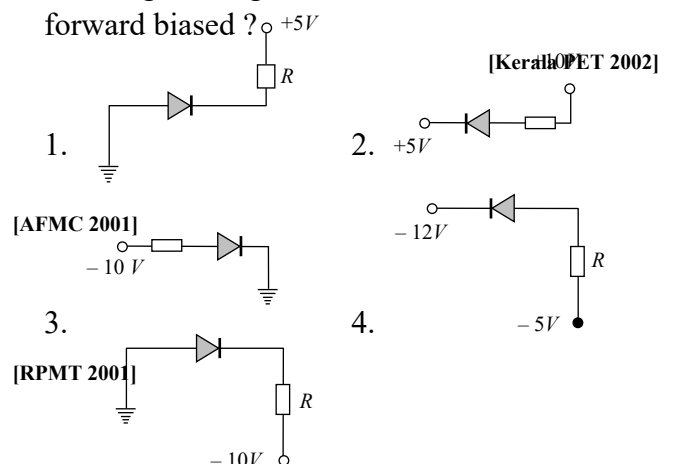 forward biased ? +5V
[Kerala PET 2002]
R
1.
2. +5V
[AFMC 2001]
– 10 V
– 12V
R
3.
4. – 5V
[RPMT 2001]
R
– 10V